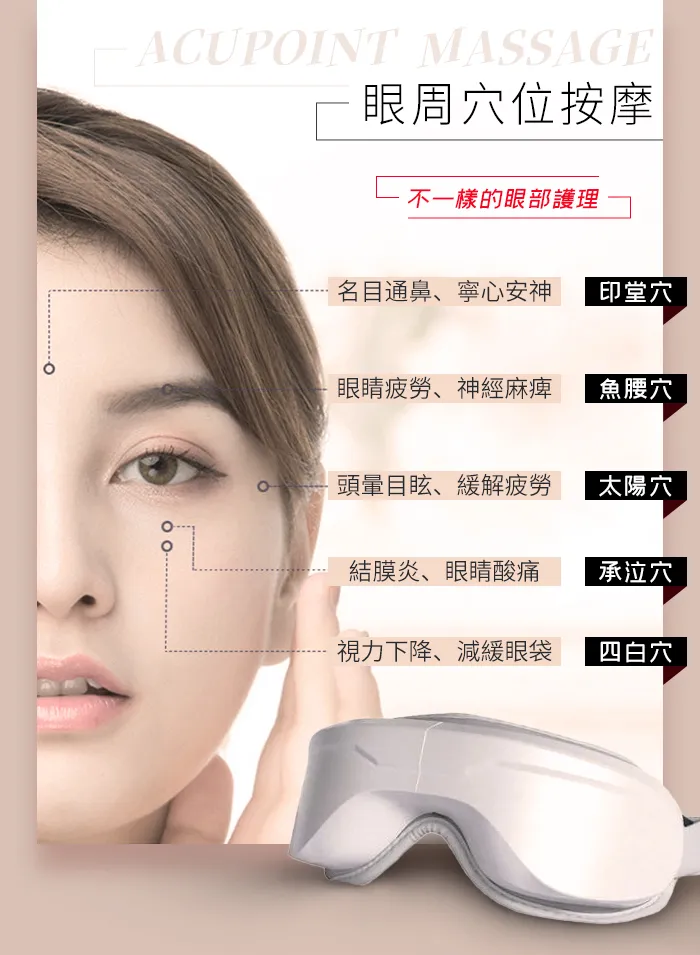 ACUPOINT MASSAGE
眼周穴位按摩
不一樣的眼部護理
名目通鼻、寧心安神 印堂穴
眼睛疲勞、神經麻痺 魚腰穴
頭暈目眩、緩解疲勞 太陽穴
結膜炎、眼睛酸痛 承泣穴
視力下降、減緩眼袋 四白穴